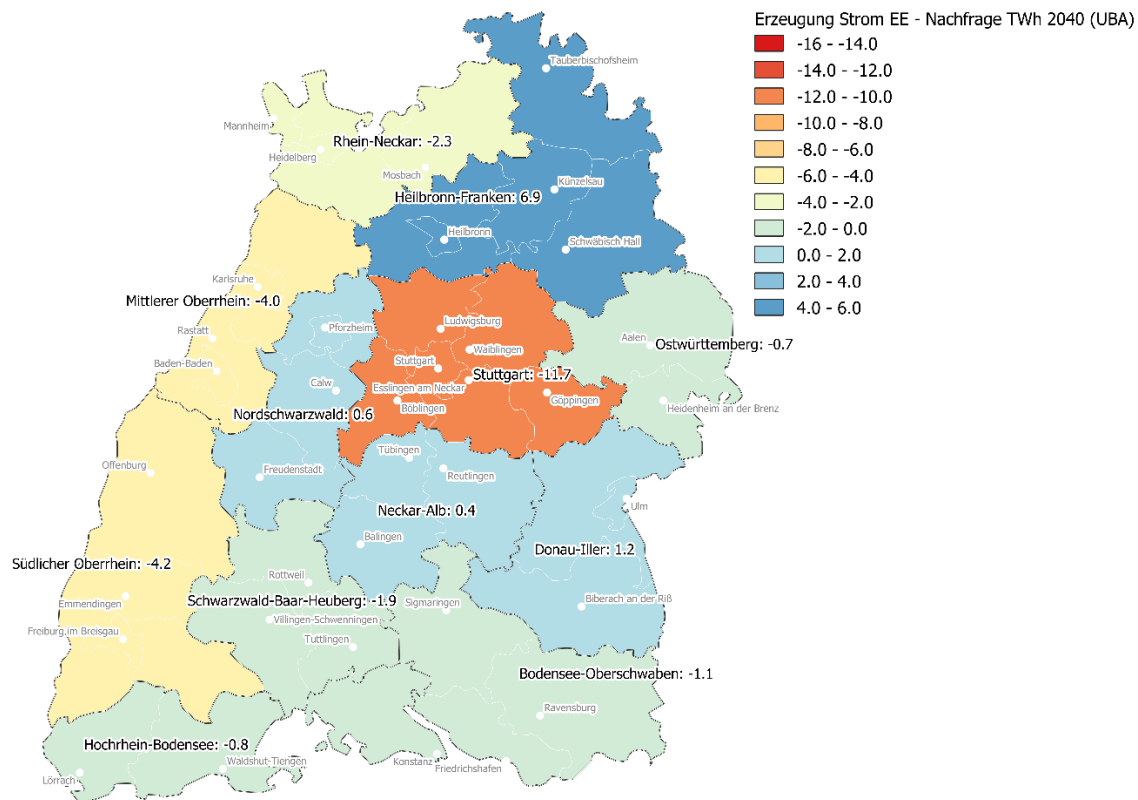 Erzeugung Strom EE - Nachfrage TWh 2040 (UBA)
-16 - -14.0
-14.0 - -12.0
-12.0 - -10.0
-10.0 - -8.0
-8.0 - -6.0
-6.0 - -4.0
-4.0 - -2.0
-2.0 - 0.0
0.0 - 2.0
2.0 - 4.0
4.0 - 6.0
Tauberbischofsheim
Mannheim
Rhein-Neckar: -2.3
Heidelberg
Mosbach
Künzelsau
Heilbronn-Franken: 6.9
Heilbronn
Schwäbisch Hall
Karlsruhe
Mittlerer Oberrhein: -4.0
Rastatt
Baden-Baden
Pforzheim
Ludwigsburg
Waiblingen
Stuttgart
Stuttgart: -11.7
Esslingen am Neckar
Böblingen
Göppingen
Aalen
Ostwürttemberg: -0.7
Heidenheim an der Brenz
Calw
Nordschwarzwald: 0.6
Freudenstadt
Offenburg
Tübingen
Reutlingen
Neckar-Alb: 0.4
Balingen
Ulm
Donau-Iller: 1.2
Biberach an der Riß
Südlicher Oberrhein: -4.2
Emmendingen
Freiburg im Breisgau
Rottweil
Schwarzwald-Baar-Heuberg: -1.9
Villingen-Schwenningen
Tuttlingen
Sigmaringen
Bodensee-Oberschwaben: -1.1
Ravensburg
Hochrhein-Bodensee: -0.8
Waldshut-Tiengen
Lörrach
Konstanz
Friedrichshafen